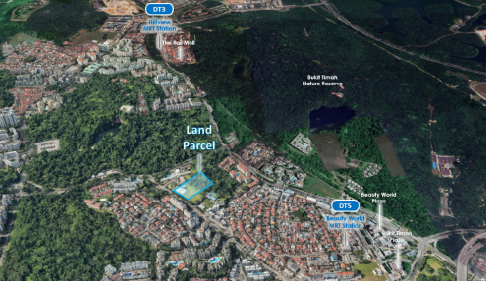 DT3
Hillview
MRT Station
The Rail Mall
Bukit Timah
Nature Reserve
Land
Parcel
Beauty World
Plaza
DT5
Beauty World
MRT Station
Bukit Timah
Plaza